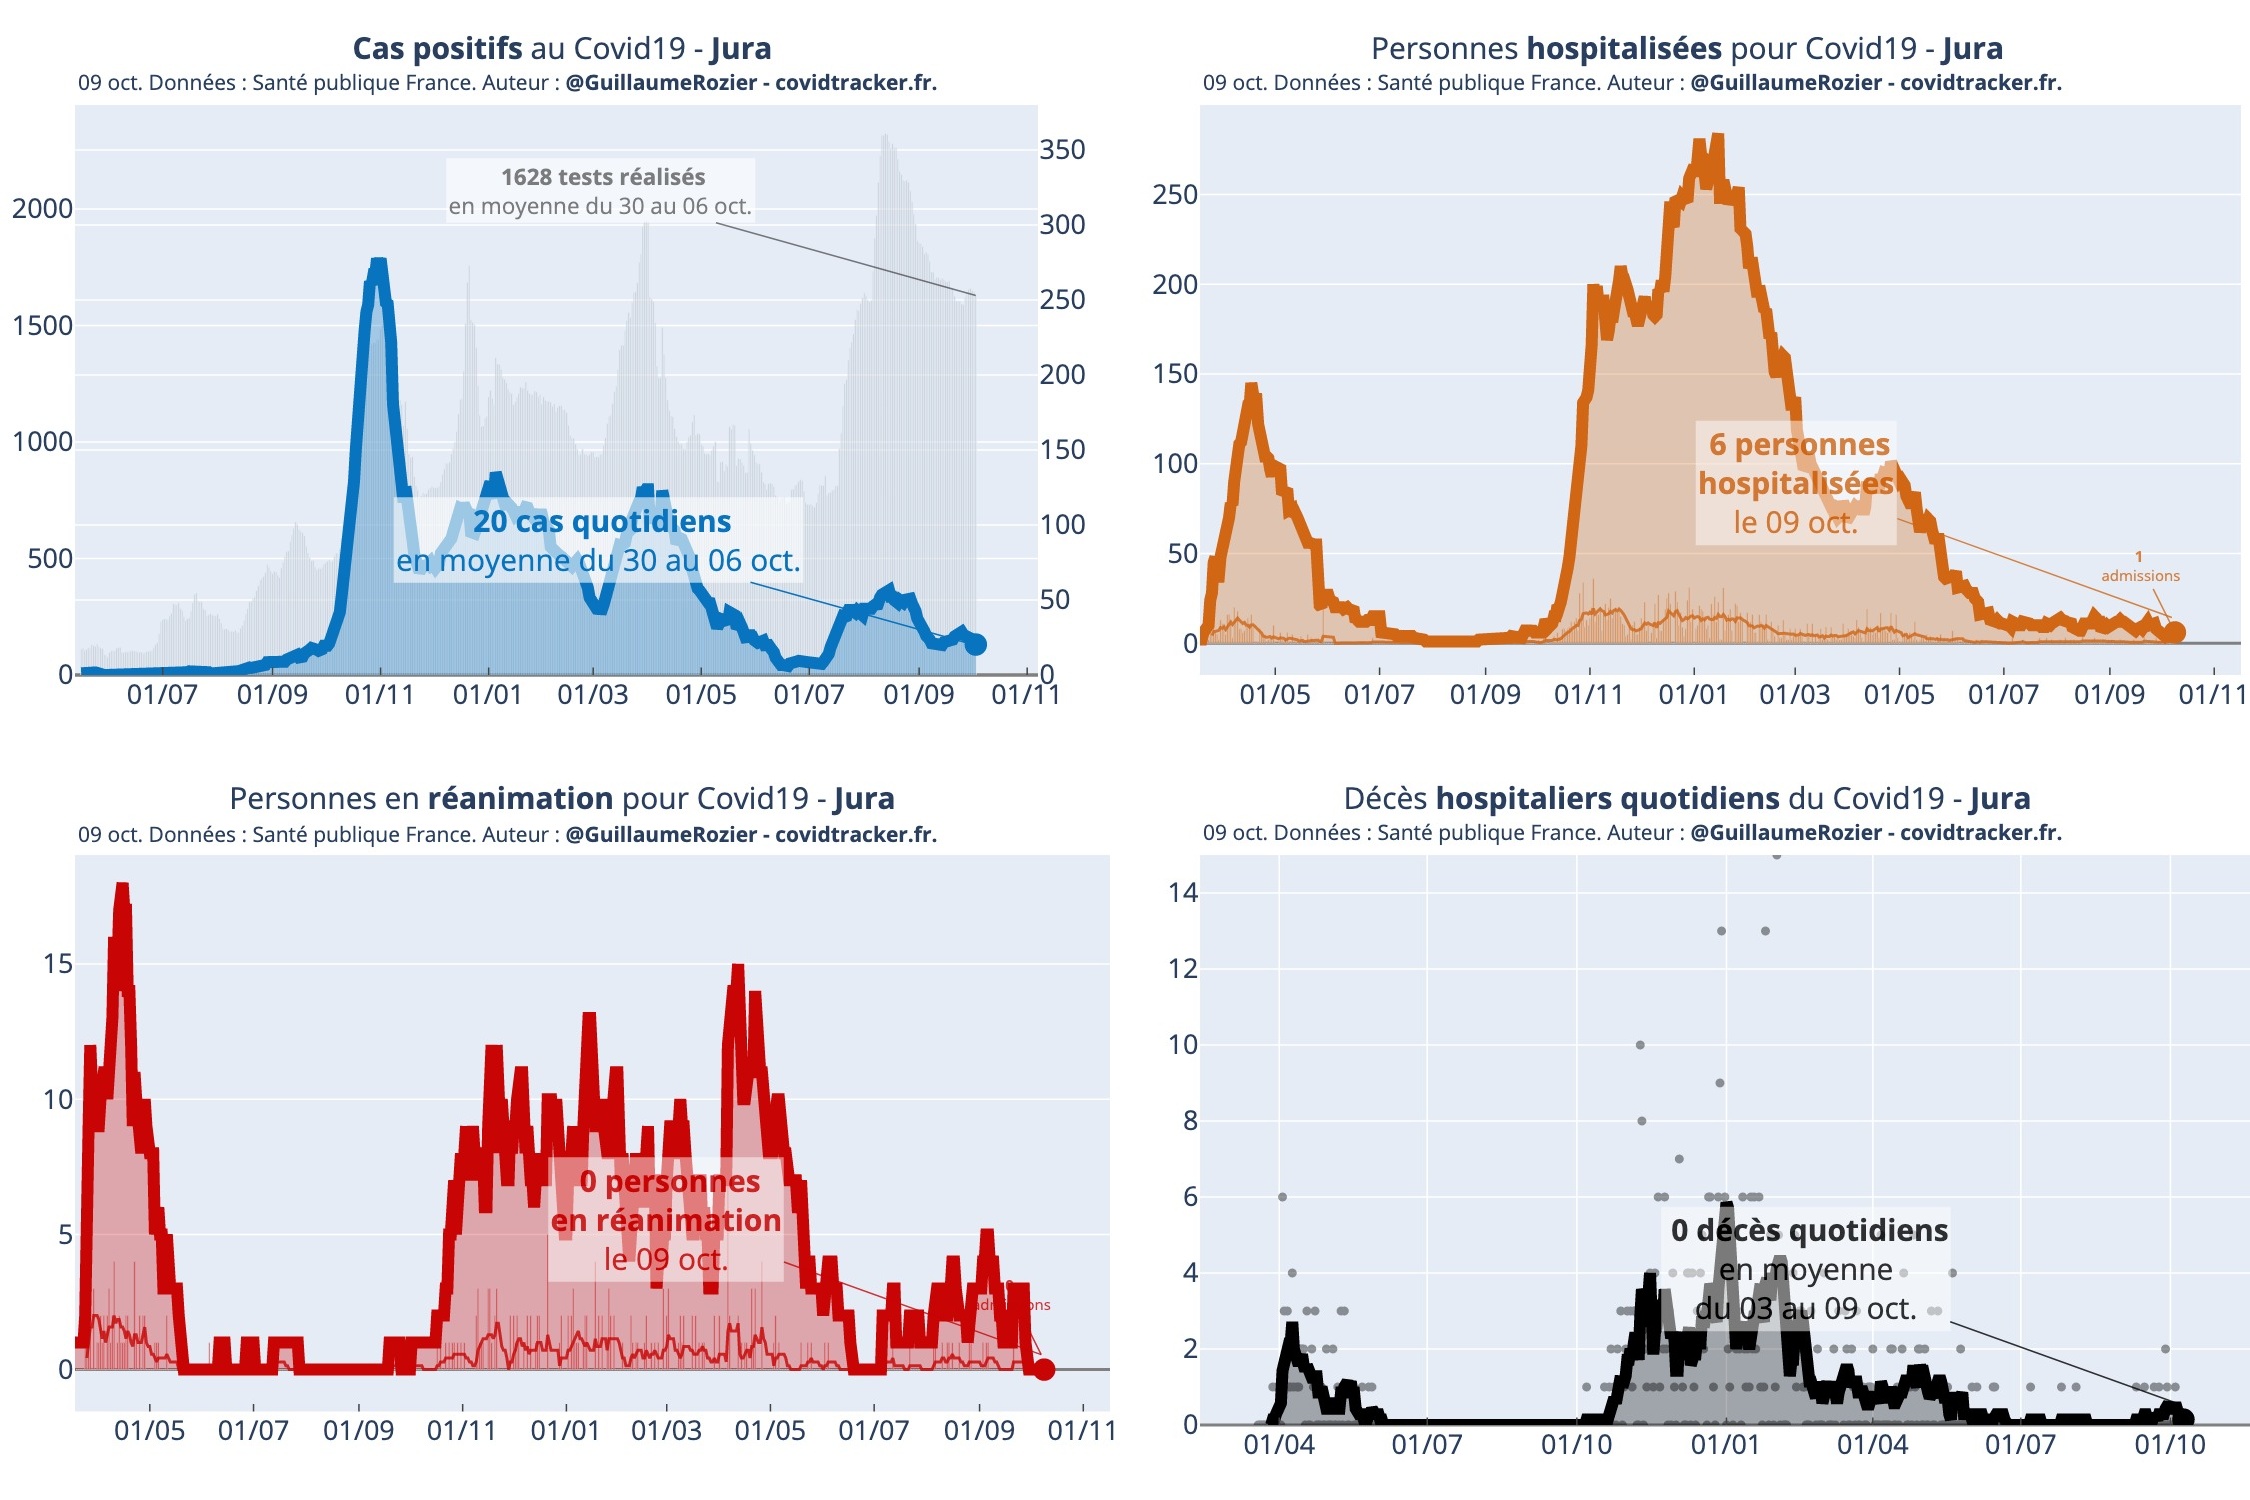 Cas positifs au Covid19 - Jura
09 oct. Données : Santé publique France. Auteur : @GuillaumeRozier - covidtracker.fr.
1628 tests réalisés
en moyenne du 30 au 06 oct.
20 cas quotidiens
en moyenne du 30 au 06 oct.
2000
1500
1000
500
0
350
300
250
200
150
100
50
0
01/07 01/09 01/11 01/01 01/03 01/05 01/07 01/09 01/11
Personnes hospitalisées pour Covid19 - Jura
09 oct. Données : Santé publique France. Auteur : @GuillaumeRozier - covidtracker.fr.
250
200
150
100
50
0
6 personnes
hospitalisées
le 09 oct.
1
admissions
01/05 01/07 01/09 01/11 01/01 01/03 01/05 01/07 01/09 01/11
Personnes en réanimation pour Covid19 - Jura
09 oct. Données : Santé publique France. Auteur : @GuillaumeRozier - covidtracker.fr.
15
10
5
0
0 personnes
en réanimation
le 09 oct.
admissions
01/05 01/07 01/09 01/11 01/01 01/03 01/05 01/07 01/09 01/11
Décès hospitaliers quotidiens du Covid19 - Jura
09 oct. Données : Santé publique France. Auteur : @GuillaumeRozier - covidtracker.fr.
14
12
10
8
6
4
2
0
0 décès quotidiens
en moyenne
du 03 au 09 oct.
01/04 01/07 01/10 01/01 01/04 01/07 01/10